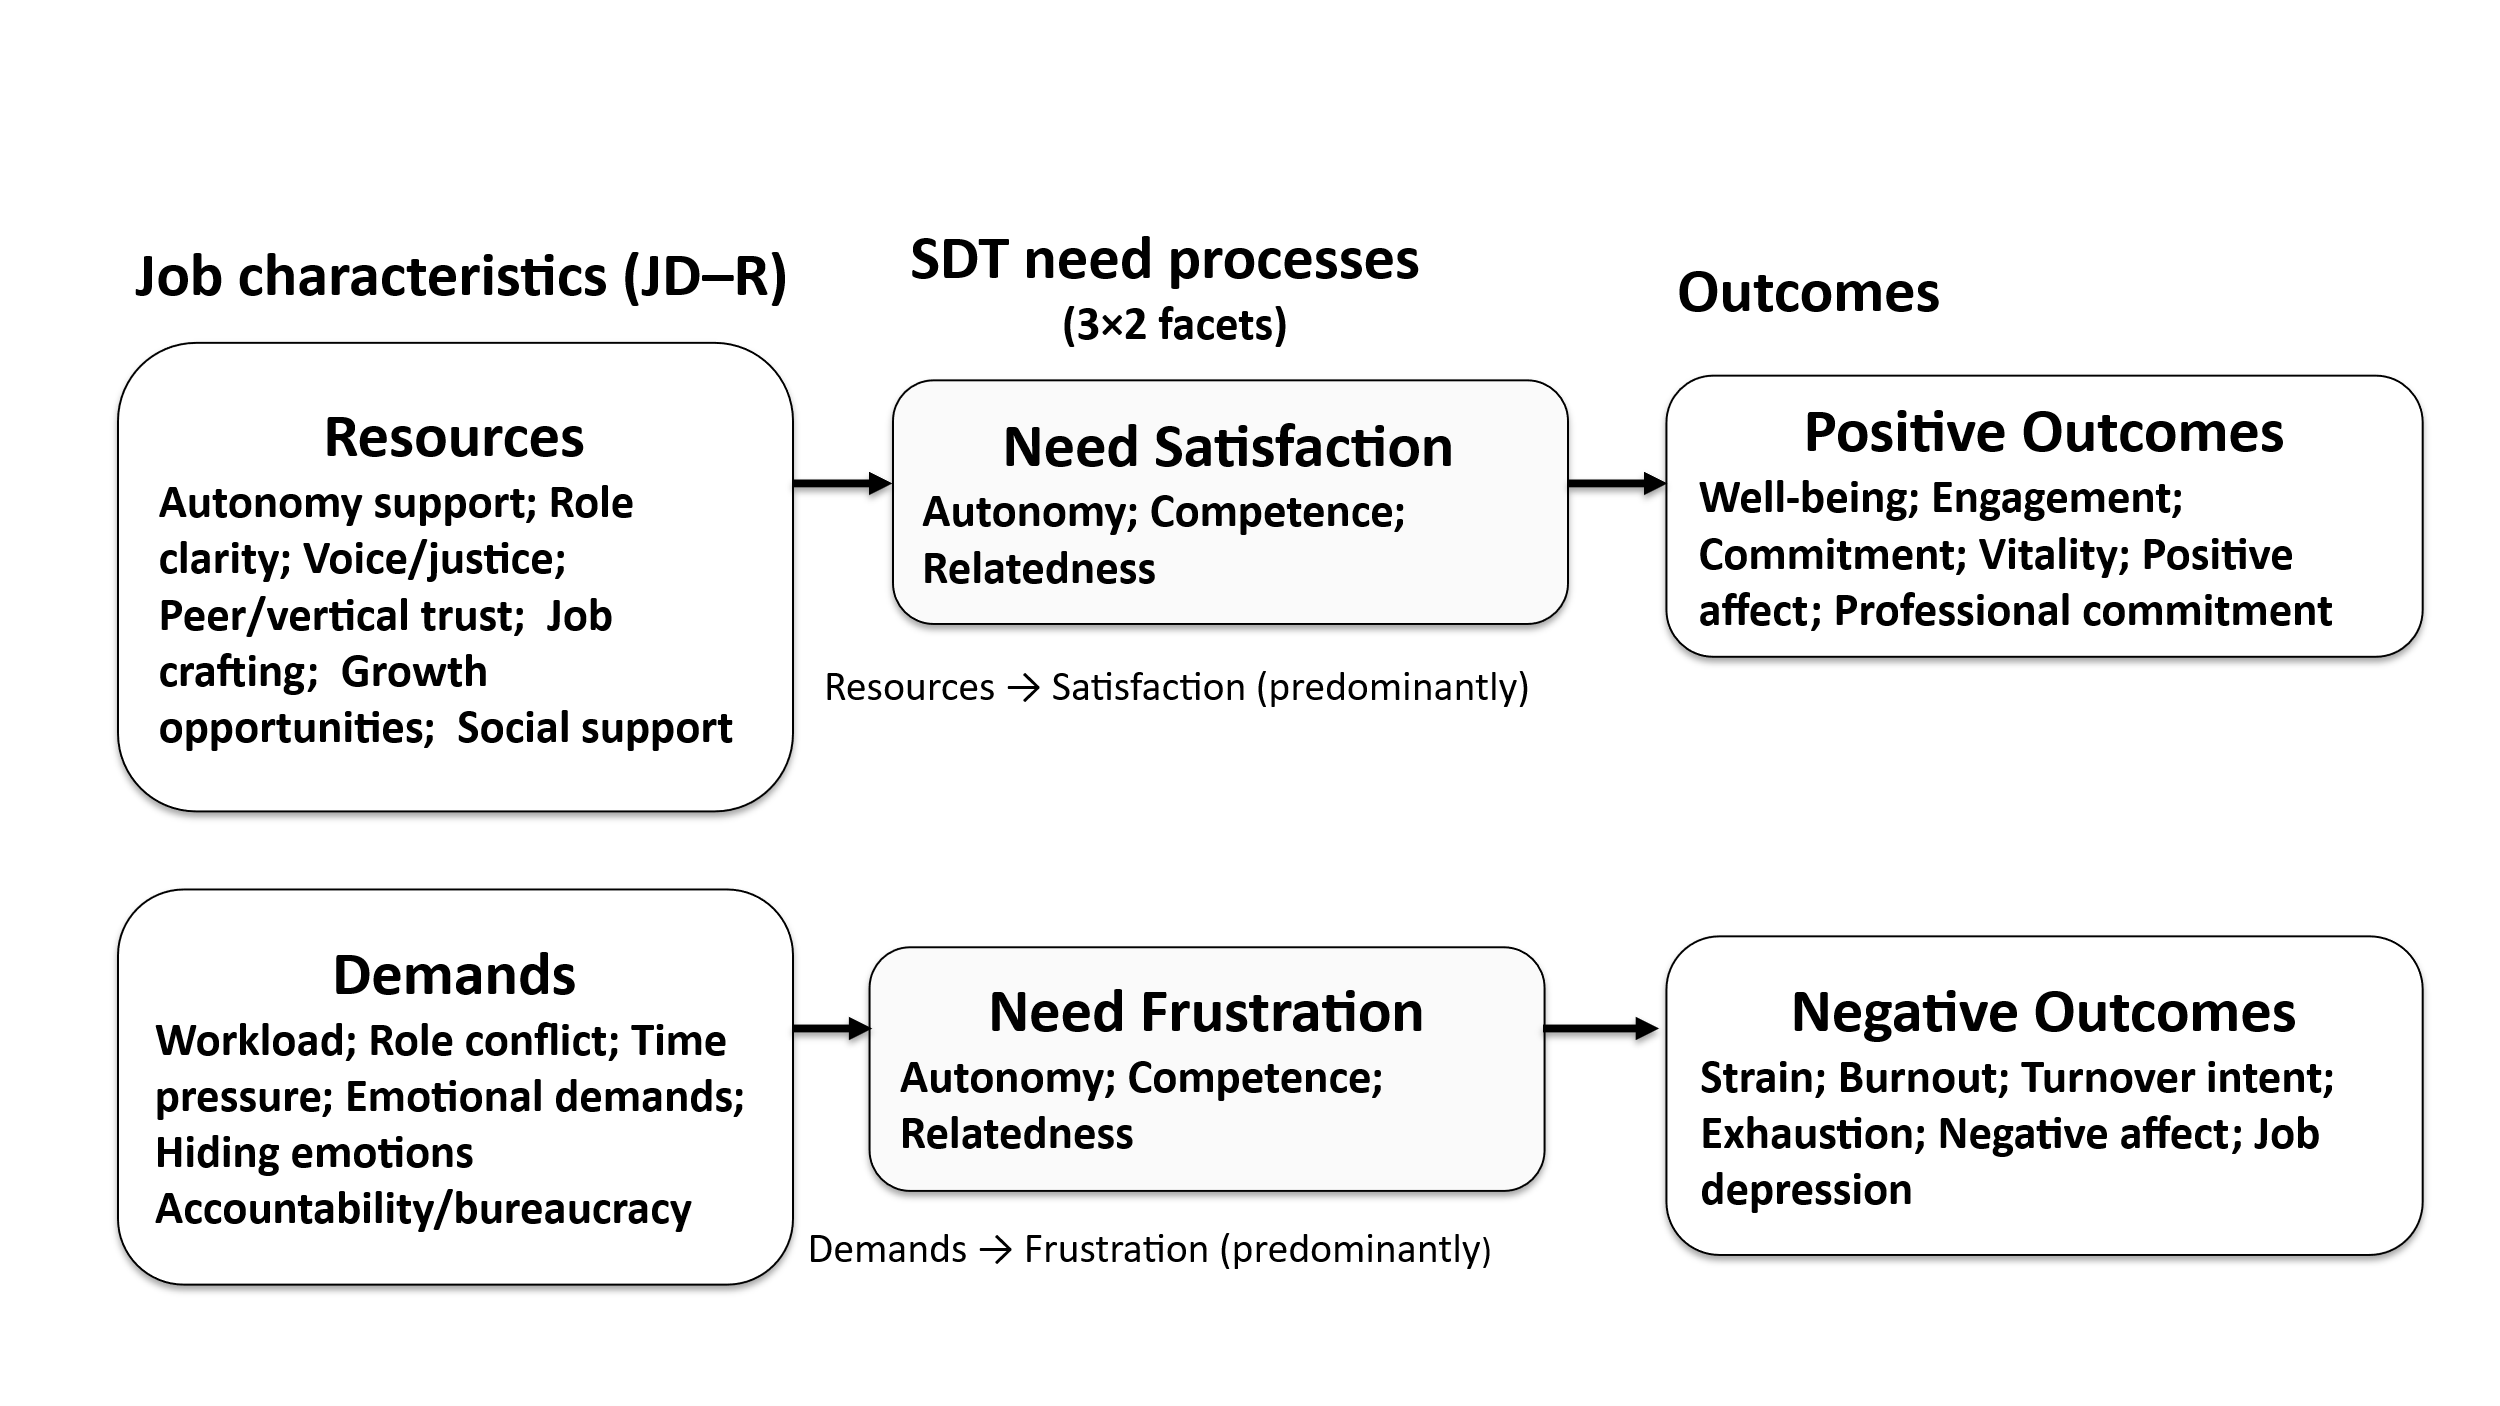 Job characteristics (JD–R)
SDT need processes
(3×2 facets)
Outcomes
Resources
Autonomy support; Role
clarity; Voice/justice;
Peer/vertical trust;  Job
crafting;  Growth
opportunities;  Social support
Need Satisfaction
Autonomy; Competence;
Relatedness
Positive Outcomes
Well-being; Engagement;
Commitment; Vitality; Positive
affect; Professional commitment
Resources → Satisfaction (predominantly)
Demands
Workload; Role conflict; Time
pressure; Emotional demands;
Hiding emotions
Accountability/bureaucracy
Need Frustration
Autonomy; Competence;
Relatedness
Negative Outcomes
Strain; Burnout; Turnover intent;
Exhaustion; Negative affect; Job
depression
Demands → Frustration (predominantly)